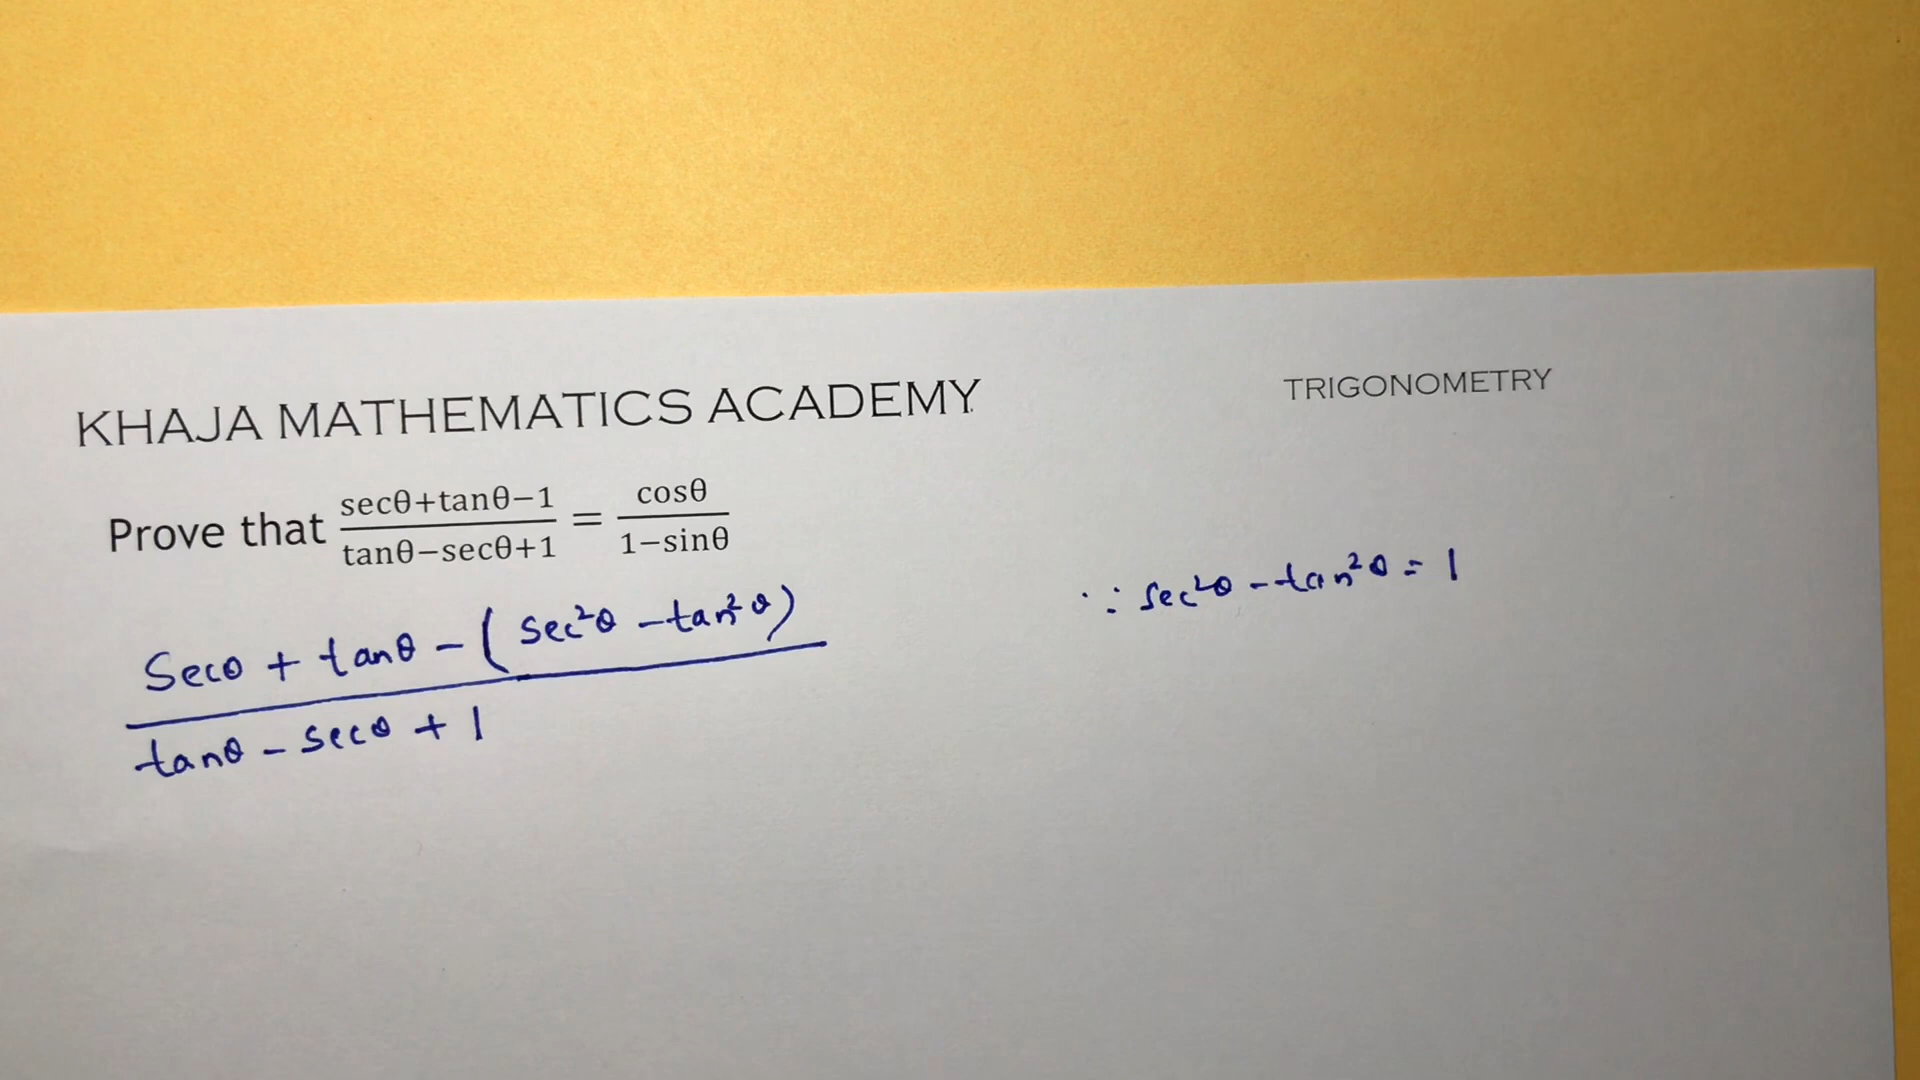 KHAJA MATHEMATICS ACADEMY
TRIGONOMETRY
Prove that (secθ+tanθ−1)/(tanθ−secθ+1) = cosθ/(1−sinθ)
∵ sec²θ - tan²θ = 1
Secθ + tanθ - (sec²θ - tan²θ)
tanθ - secθ + 1